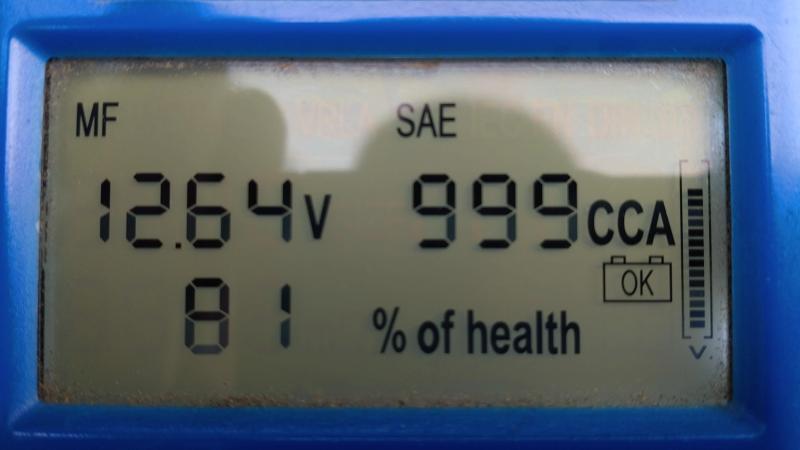 MF SAE
12.64V 999CCA
OK
81 % of health